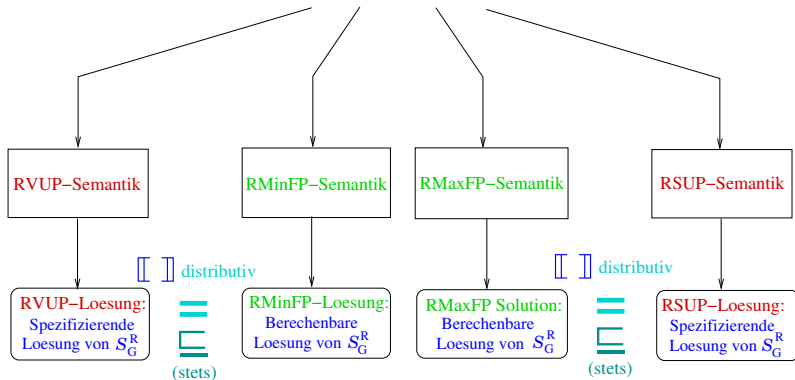 RVUP–Semantik
RMinFP–Semantik
RMaxFP–Semantik
RSUP–Semantik
⟦ ⟧ distributiv
⟦ ⟧ distributiv
RVUP–Loesung:
Spezifizierende
Loesung von S_G^R
=
⊑
(stets)
RMinFP–Loesung:
Berechenbare
Loesung von S_G^R
RMaxFP Solution:
Berechenbare
Loesung von S_G^R
=
⊑
(stets)
RSUP–Loesung:
Spezifizierende
Loesung von S_G^R